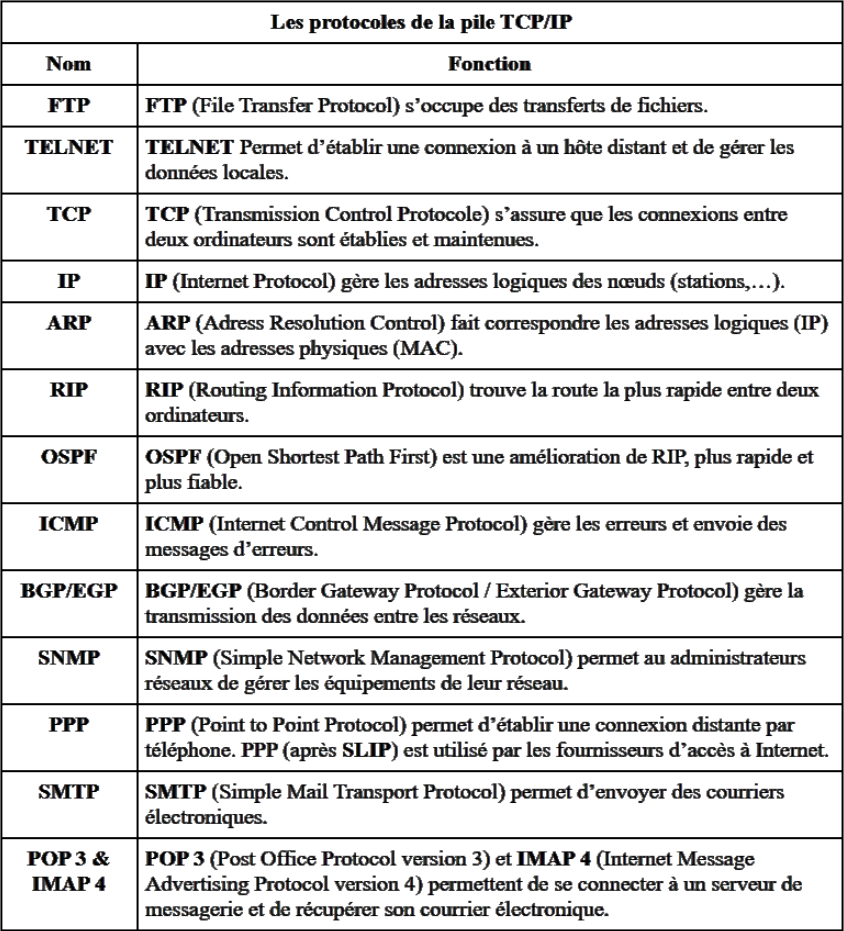 Les protocoles de la pile TCP/IP
Nom Fonction
FTP FTP (File Transfer Protocol) s’occupe des transferts de fichiers.
TELNET TELNET Permet d’établir une connexion à un hôte distant et de gérer les
données locales.
TCP TCP (Transmission Control Protocole) s’assure que les connexions entre
deux ordinateurs sont établies et maintenues.
IP IP (Internet Protocol) gère les adresses logiques des nœuds (stations,…).
ARP ARP (Adress Resolution Control) fait correspondre les adresses logiques (IP)
avec les adresses physiques (MAC).
RIP RIP (Routing Information Protocol) trouve la route la plus rapide entre deux
ordinateurs.
OSPF OSPF (Open Shortest Path First) est une amélioration de RIP, plus rapide et
plus fiable.
ICMP ICMP (Internet Control Message Protocol) gère les erreurs et envoie des
messages d’erreurs.
BGP/EGP BGP/EGP (Border Gateway Protocol / Exterior Gateway Protocol) gère la
transmission des données entre les réseaux.
SNMP SNMP (Simple Network Management Protocol) permet au administrateurs
réseaux de gérer les équipements de leur réseau.
PPP PPP (Point to Point Protocol) permet d’établir une connexion distante par
téléphone. PPP (après SLIP) est utilisé par les fournisseurs d’accès à Internet.
SMTP SMTP (Simple Mail Transport Protocol) permet d’envoyer des courriers
électroniques.
POP 3 & POP 3 (Post Office Protocol version 3) et IMAP 4 (Internet Message
IMAP 4 Advertising Protocol version 4) permettent de se connecter à un serveur de
messagerie et de récupérer son courrier électronique.